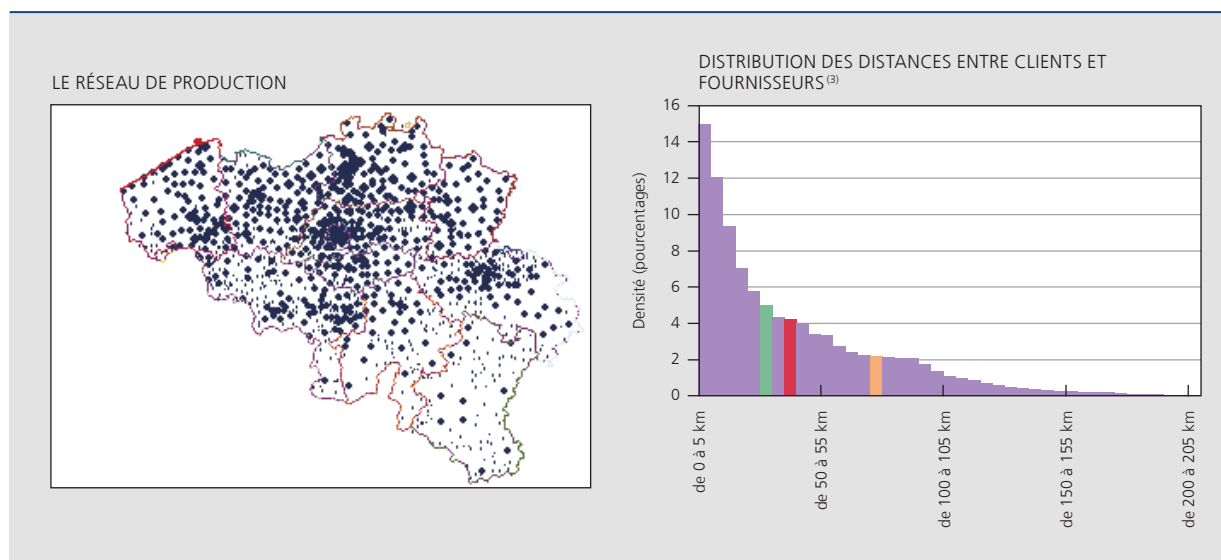 LE RÉSEAU DE PRODUCTION
DISTRIBUTION DES DISTANCES ENTRE CLIENTS ET
FOURNISSEURS (3)
Densité (pourcentages)
16
14
12
10
8
6
4
2
0
de 0 à 5 km
de 50 à 55 km
de 100 à 105 km
de 150 à 155 km
de 200 à 205 km